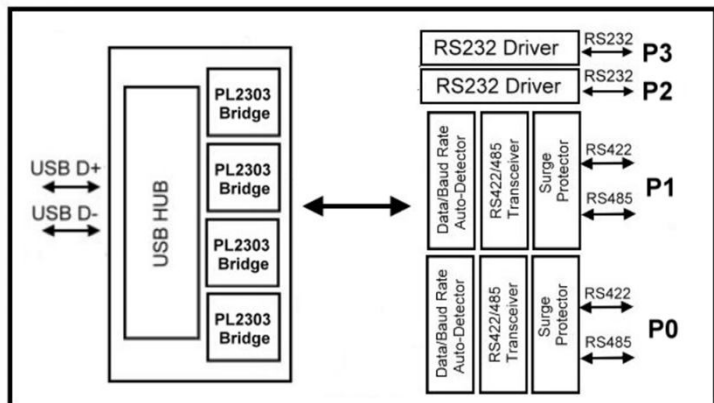 USB D+
USB D-
USB HUB
PL2303
Bridge
PL2303
Bridge
PL2303
Bridge
PL2303
Bridge
RS232 Driver
RS232
P3
RS232 Driver
RS232
P2
Data/Baud Rate
Auto-Detector
RS422/485
Transceiver
Surge
Protector
RS422
RS485
P1
Data/Baud Rate
Auto-Detector
RS422/485
Transceiver
Surge
Protector
RS422
RS485
P0